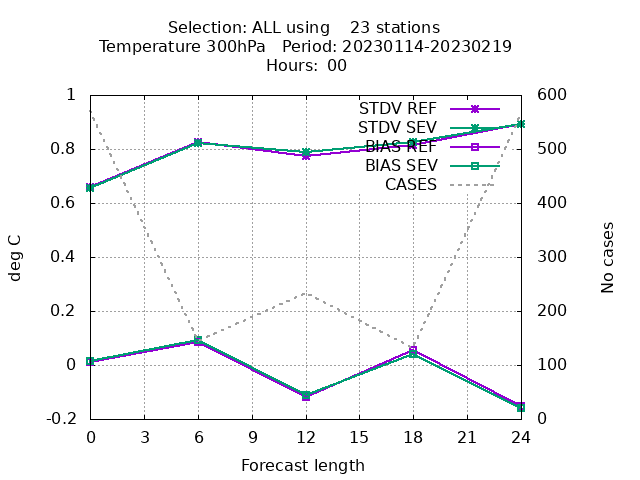 Selection: ALL using    23 stations
Temperature 300hPa   Period: 20230114-20230219
Hours: 00
1
0.8
0.6
0.4
0.2
0
-0.2
deg C
600
500
400
300
200
100
0
No cases
STDV REF
STDV SEV
BIAS REF
BIAS SEV
CASES
0 3 6 9 12 15 18 21 24
Forecast length